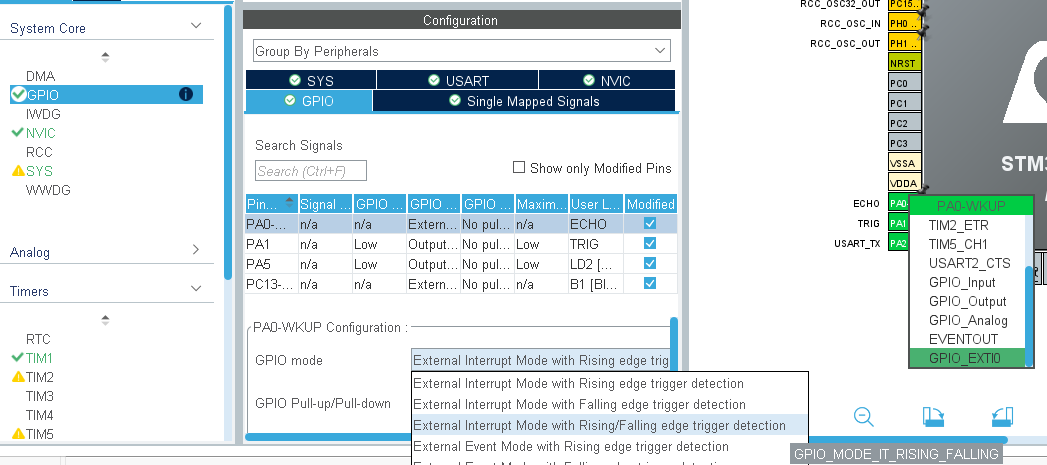 System Core
DMA
GPIO
IWDG
NVIC
RCC
SYS
WWDG
Analog
Timers
RTC
TIM1
TIM2
TIM3
TIM4
TIM5
Configuration
Group By Peripherals
SYS
USART
NVIC
GPIO
Single Mapped Signals
Search Signals
Search (Ctrl+F)
Show only Modified Pins
Pin... Signal ... GPIO ... GPIO ... GPIO ... Maxim... User L... Modified
PA0-... n/a n/a Extern... No pul... n/a ECHO
PA1 n/a Low Output... No pul... Low TRIG
PA5 n/a Low Output... No pul... Low LD2 [...
PC13-... n/a n/a Extern... No pul... n/a B1 [Bl...
PA0-WKUP Configuration :
GPIO mode
External Interrupt Mode with Rising edge trig
External Interrupt Mode with Rising edge trigger detection
External Interrupt Mode with Falling edge trigger detection
External Interrupt Mode with Rising/Falling edge trigger detection
External Event Mode with Rising edge trigger detection
GPIO Pull-up/Pull-down
GPIO_MODE_IT_RISING_FALLING
RCC_OSC32_OUT PC15..
RCC_OSC_IN PH0 ..
RCC_OSC_OUT PH1 ..
NRST
PC0
PC1
PC2
PC3
VSSA
VDDA
ECHO PA0-
TRIG PA1
USART_TX PA2
PA0-WKUP
TIM2_ETR
TIM5_CH1
USART2_CTS
GPIO_Input
GPIO_Output
GPIO_Analog
EVENTOUT
GPIO_EXTI0
STM3